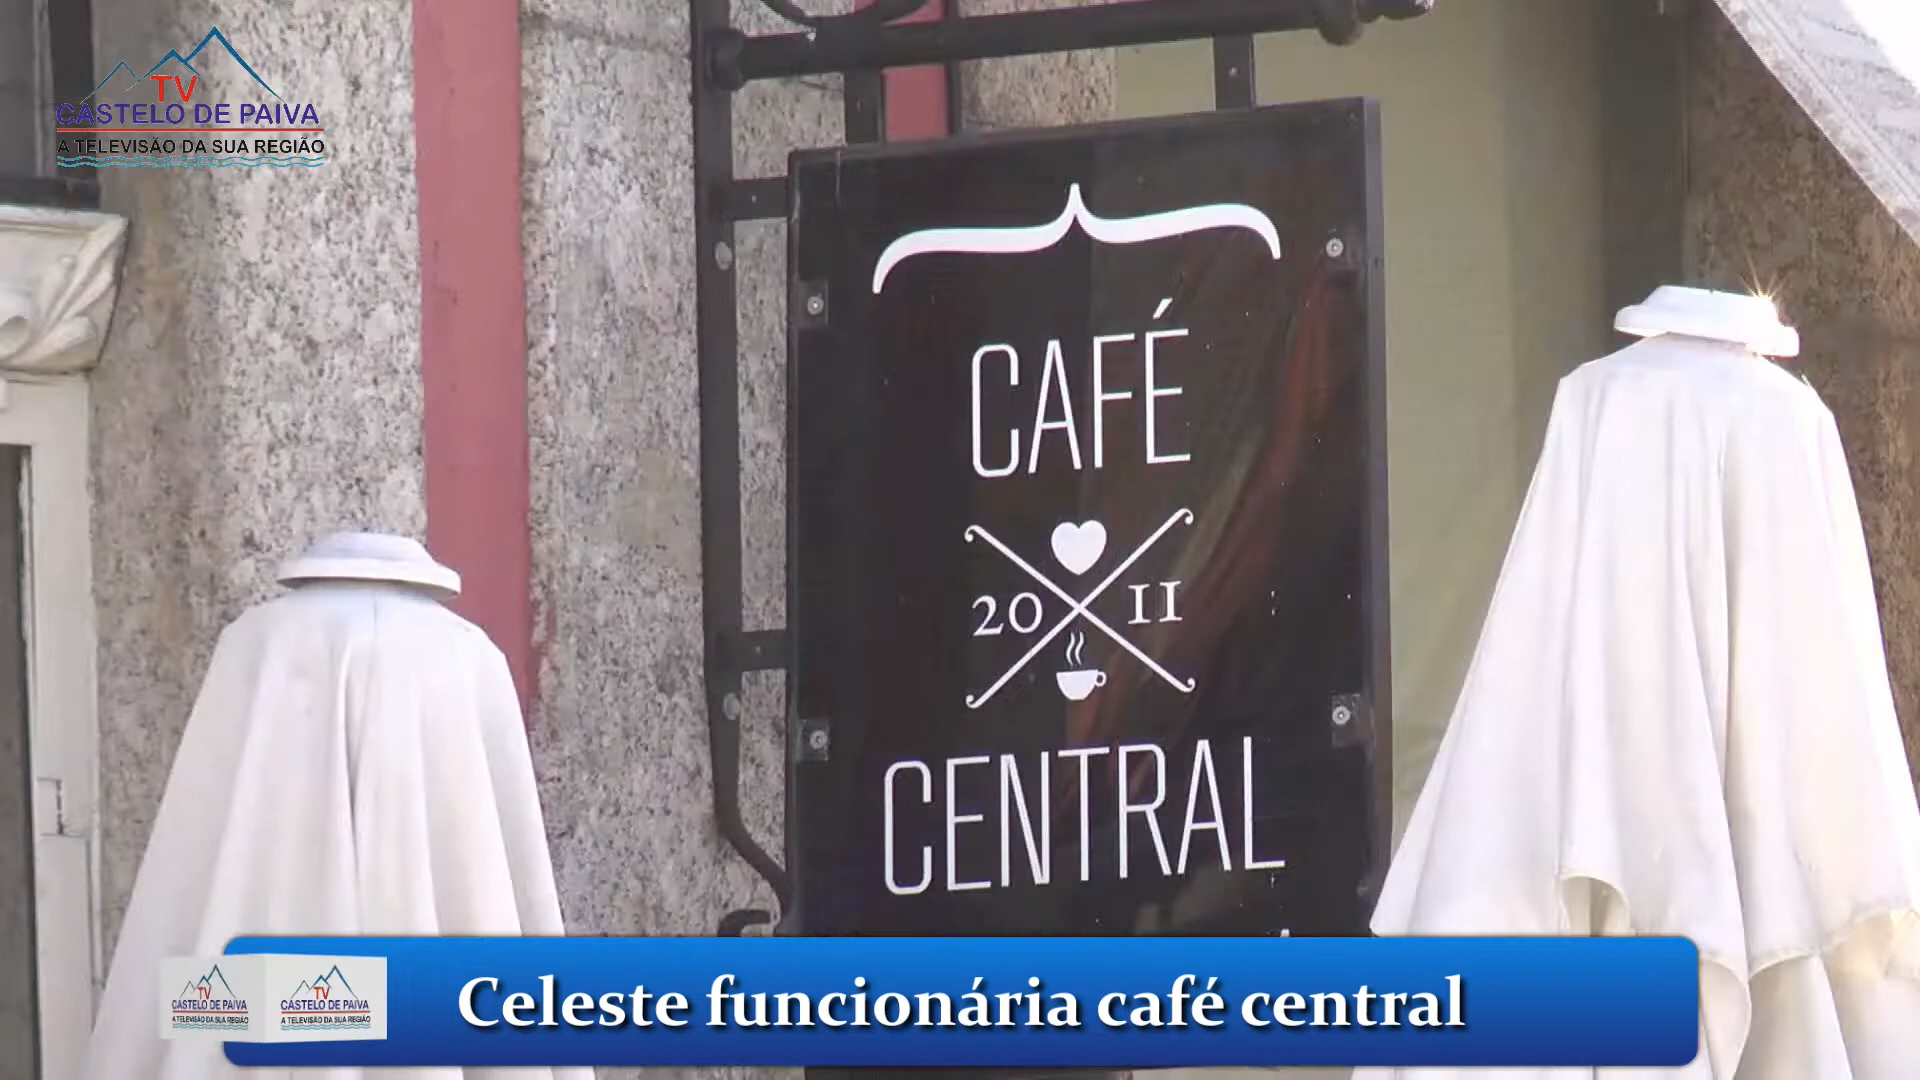 TV
CASTELO DE PAIVA
A TELEVISÃO DA SUA REGIÃO
CAFÉ
20 11
CENTRAL
TV
CASTELO DE PAIVA
A TELEVISÃO DA SUA REGIÃO
TV
CASTELO DE PAIVA
A TELEVISÃO DA SUA REGIÃO
Celeste funcionária café central